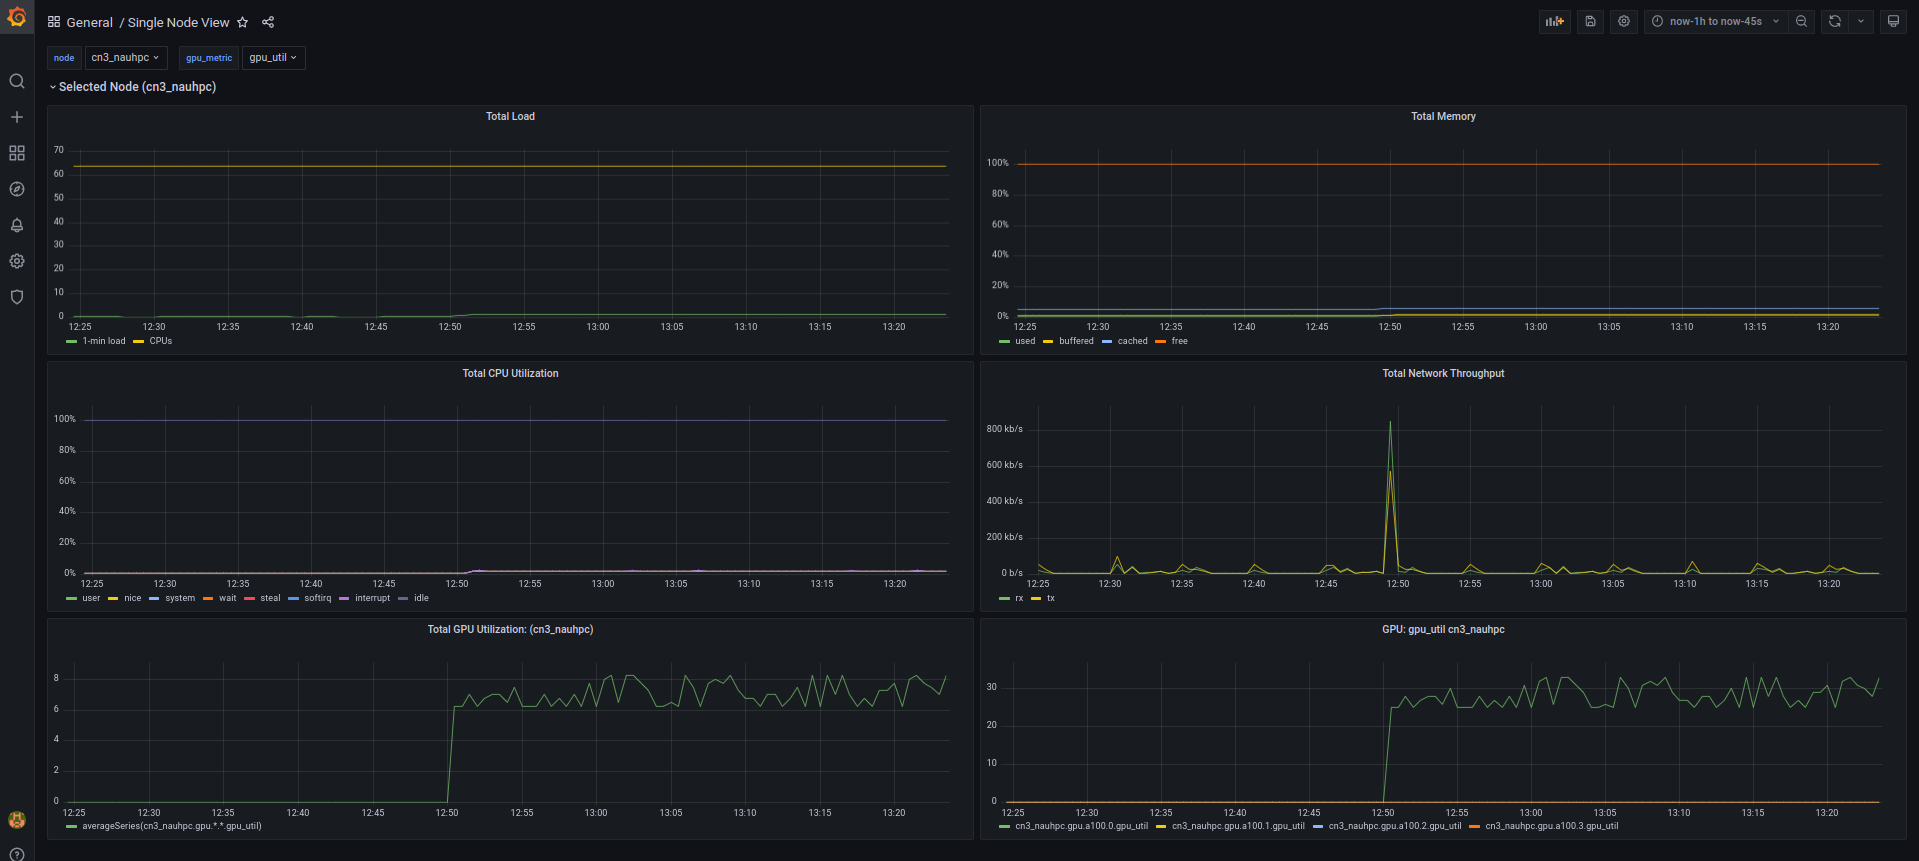 General / Single Node View
now-1h to now-45s
node cn3_nauhpc gpu_metric gpu_util
Selected Node (cn3_nauhpc)
Total Load
70
60
50
40
30
20
10
0
12:25 12:30 12:35 12:40 12:45 12:50 12:55 13:00 13:05 13:10 13:15 13:20
1-min load CPUs
Total Memory
100%
80%
60%
40%
20%
0%
12:25 12:30 12:35 12:40 12:45 12:50 12:55 13:00 13:05 13:10 13:15 13:20
used buffered cached free
Total CPU Utilization
100%
80%
60%
40%
20%
0%
12:25 12:30 12:35 12:40 12:45 12:50 12:55 13:00 13:05 13:10 13:15 13:20
user nice system wait steal softirq interrupt idle
Total Network Throughput
800 kb/s
600 kb/s
400 kb/s
200 kb/s
0 b/s
12:25 12:30 12:35 12:40 12:45 12:50 12:55 13:00 13:05 13:10 13:15 13:20
rx tx
Total GPU Utilization: (cn3_nauhpc)
8
6
4
2
0
12:25 12:30 12:35 12:40 12:45 12:50 12:55 13:00 13:05 13:10 13:15 13:20
averageSeries(cn3_nauhpc.gpu.*.*.gpu_util)
GPU: gpu_util cn3_nauhpc
30
20
10
0
12:25 12:30 12:35 12:40 12:45 12:50 12:55 13:00 13:05 13:10 13:15 13:20
cn3_nauhpc.gpu.a100.0.gpu_util cn3_nauhpc.gpu.a100.1.gpu_util cn3_nauhpc.gpu.a100.2.gpu_util cn3_nauhpc.gpu.a100.3.gpu_util